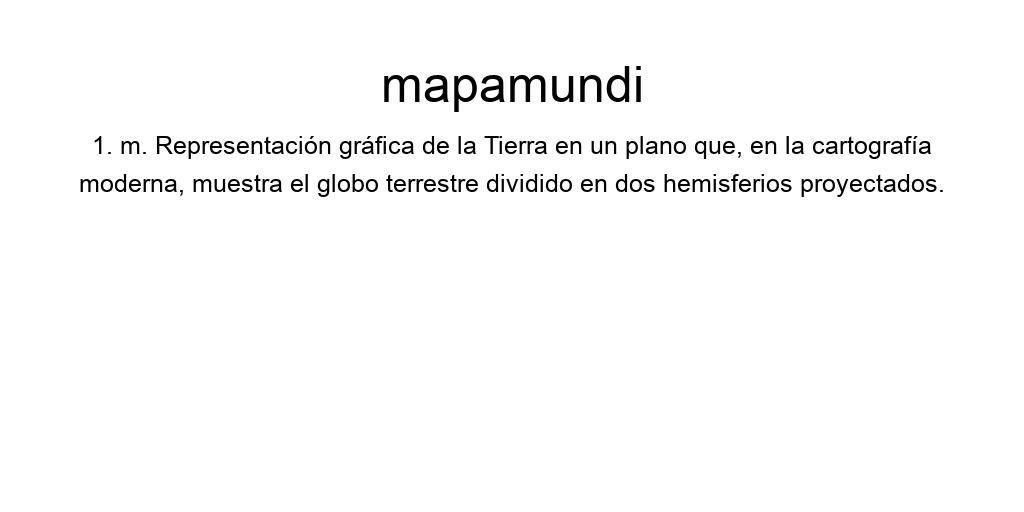 mapamundi
1. m. Representación gráfica de la Tierra en un plano que, en la cartografía
moderna, muestra el globo terrestre dividido en dos hemisferios proyectados.